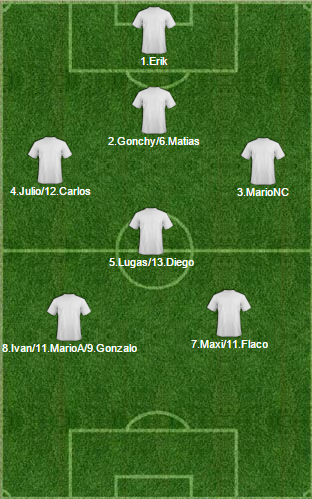 1.Erik
2.Gonchy/6.Matias
4.Julio/12.Carlos
3.MarioNC
5.Lugas/13.Diego
8.Ivan/11.MarioA/9.Gonzalo
7.Maxi/11.Flaco